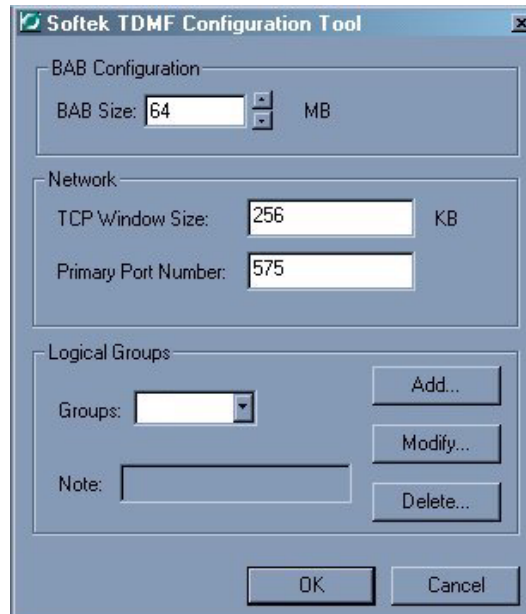 Softek TDMF Configuration Tool
BAB Configuration
BAB Size: 64 MB
Network
TCP Window Size: 256 KB
Primary Port Number: 575
Logical Groups
Groups:
Add...
Modify...
Note:
Delete...
OK Cancel